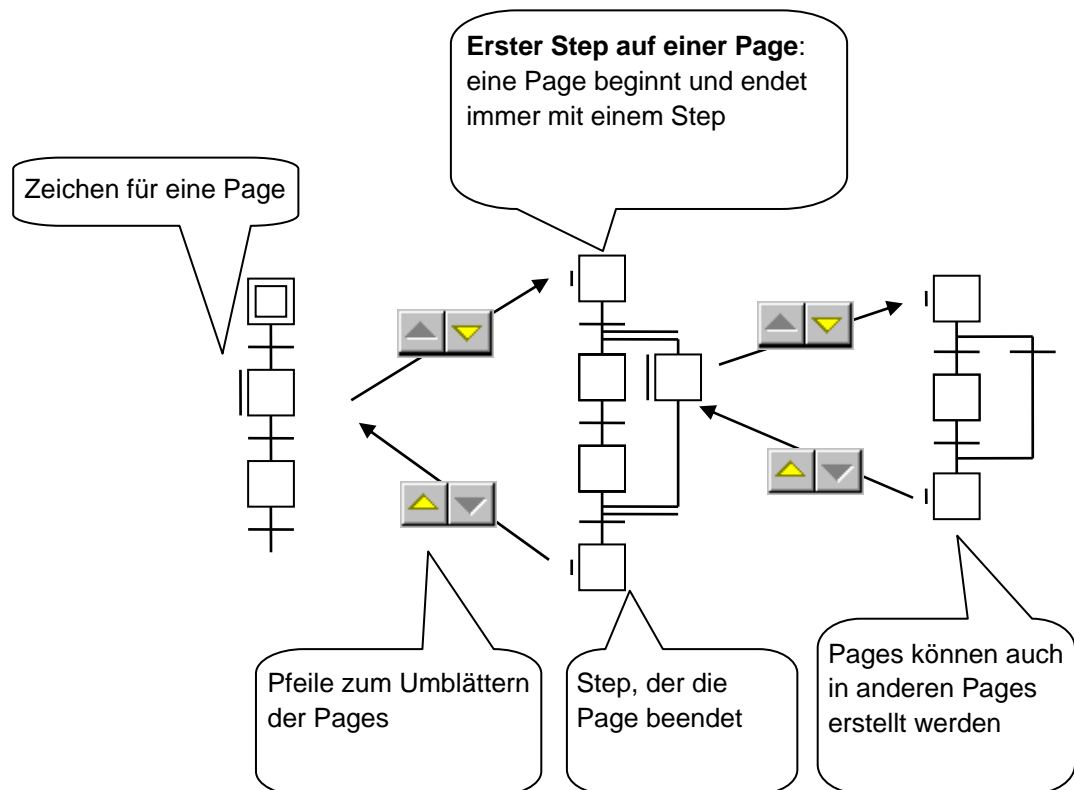 Erster Step auf einer Page:
eine Page beginnt und endet
immer mit einem Step
Zeichen für eine Page
Pfeile zum Umblättern
der Pages
Step, der die
Page beendet
Pages können auch
in anderen Pages
erstellt werden